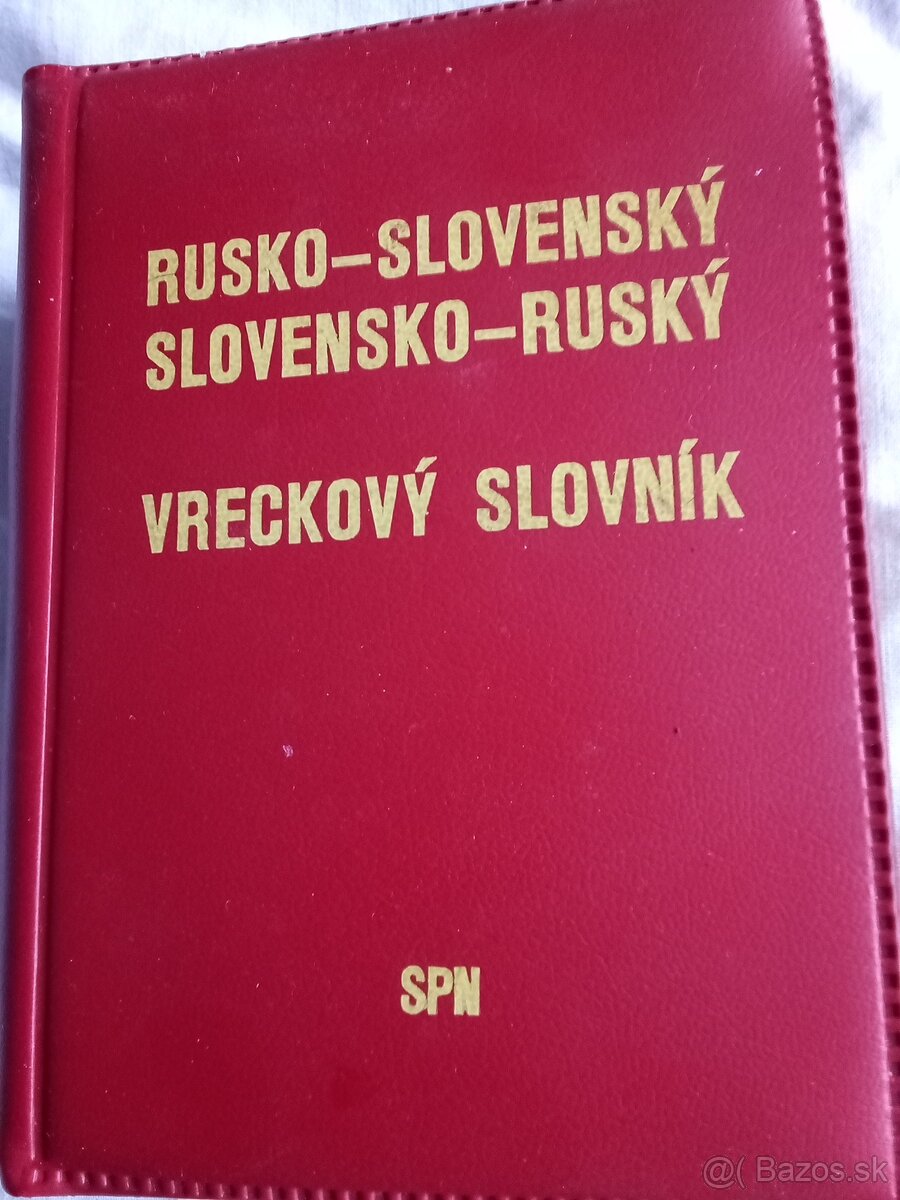 RUSKO–SLOVENSKÝ
SLOVENSKO–RUSKÝ
VRECKOVÝ SLOVNÍK
SPN
@( Bazos.sk